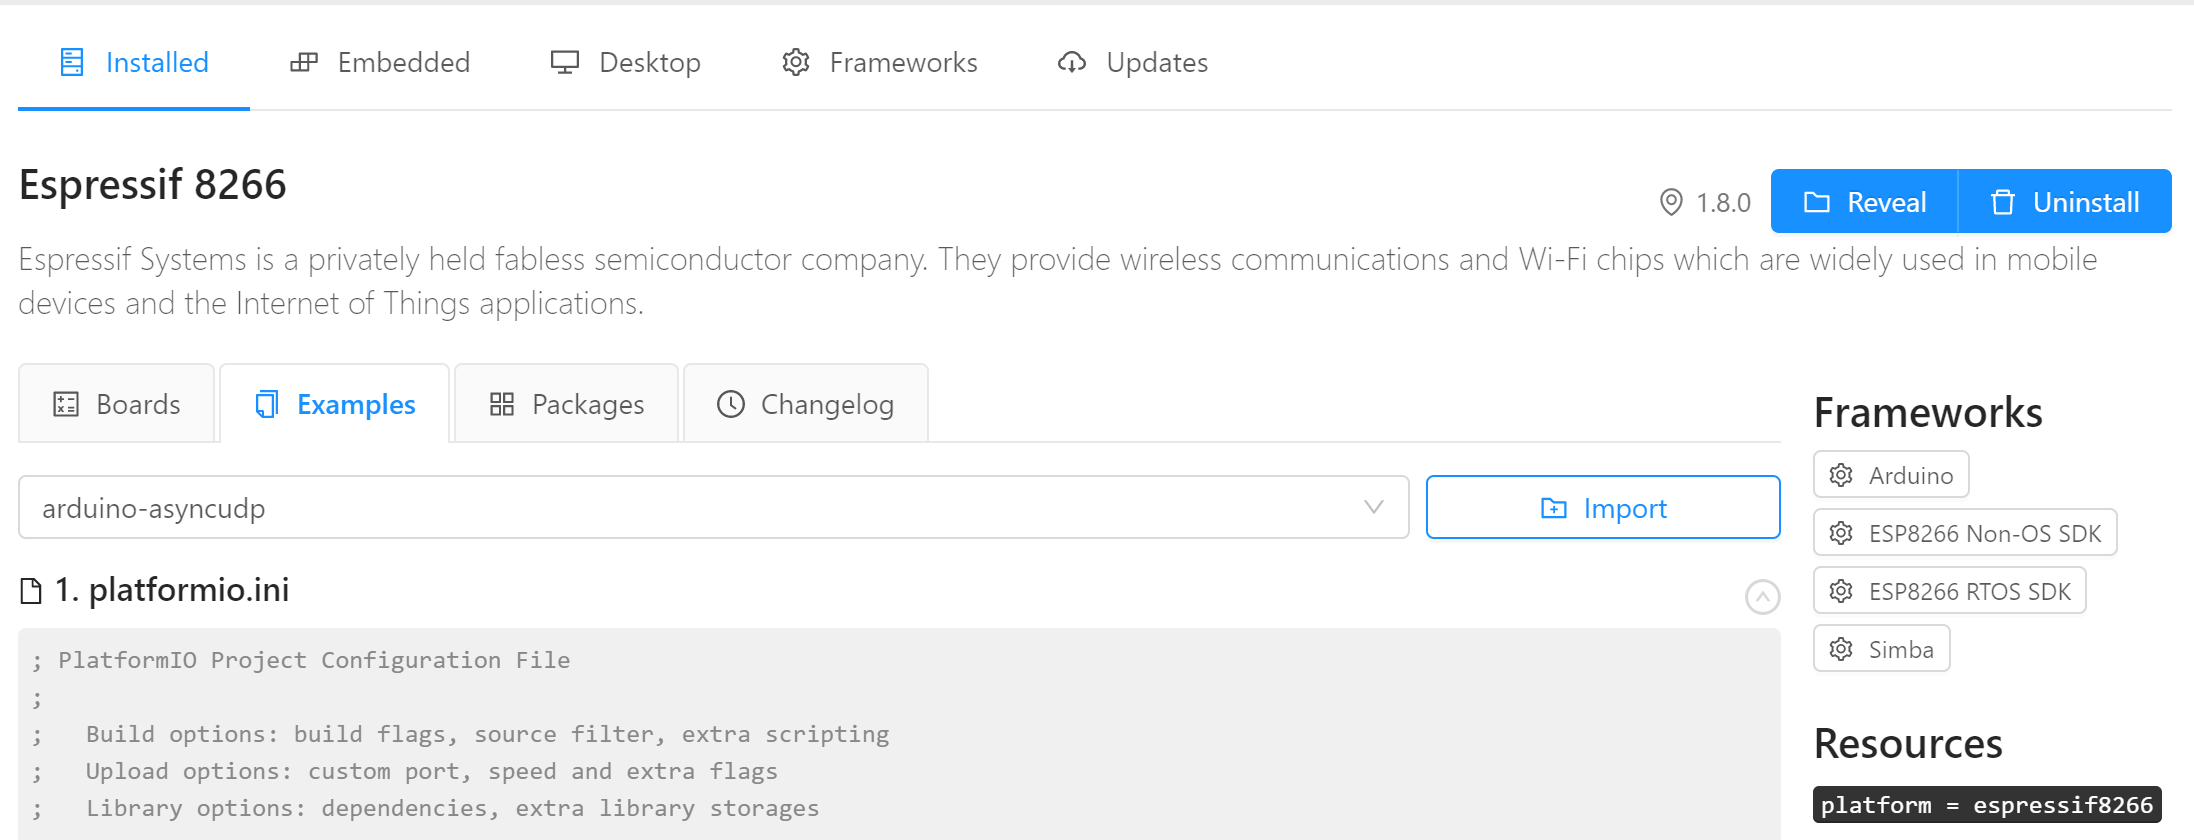 Installed Embedded Desktop Frameworks Updates
Espressif 8266
1.8.0 Reveal Uninstall
Espressif Systems is a privately held fabless semiconductor company. They provide wireless communications and Wi-Fi chips which are widely used in mobile
devices and the Internet of Things applications.
Boards Examples Packages Changelog
arduino-asyncudp Import
1. platformio.ini
; PlatformIO Project Configuration File
;
;   Build options: build flags, source filter, extra scripting
;   Upload options: custom port, speed and extra flags
;   Library options: dependencies, extra library storages
Frameworks
Arduino
ESP8266 Non-OS SDK
ESP8266 RTOS SDK
Simba
Resources
platform = espressif8266